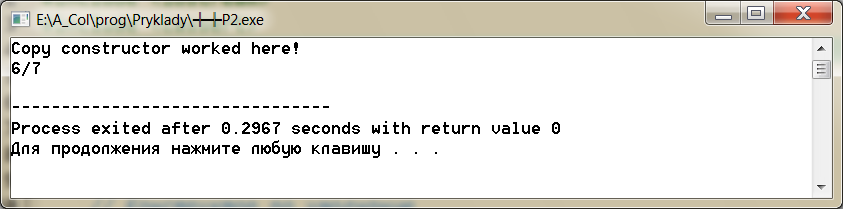 E:\A_Col\prog\Pryklady\┼┼┼P2.exe
Copy constructor worked here!
6/7
--------------------------------
Process exited after 0.2967 seconds with return value 0
Для продолжения нажмите любую клавишу . . .